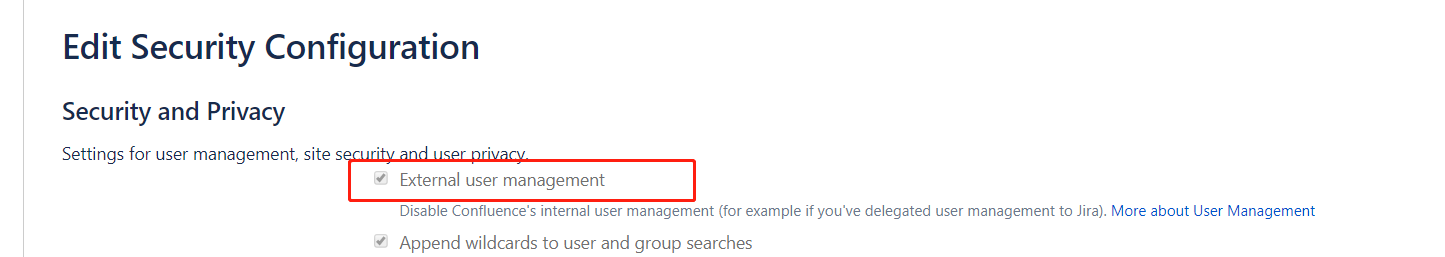 Edit Security Configuration
Security and Privacy
Settings for user management, site security and user privacy.
External user management
Disable Confluence's internal user management (for example if you've delegated user management to Jira). More about User Management
Append wildcards to user and group searches